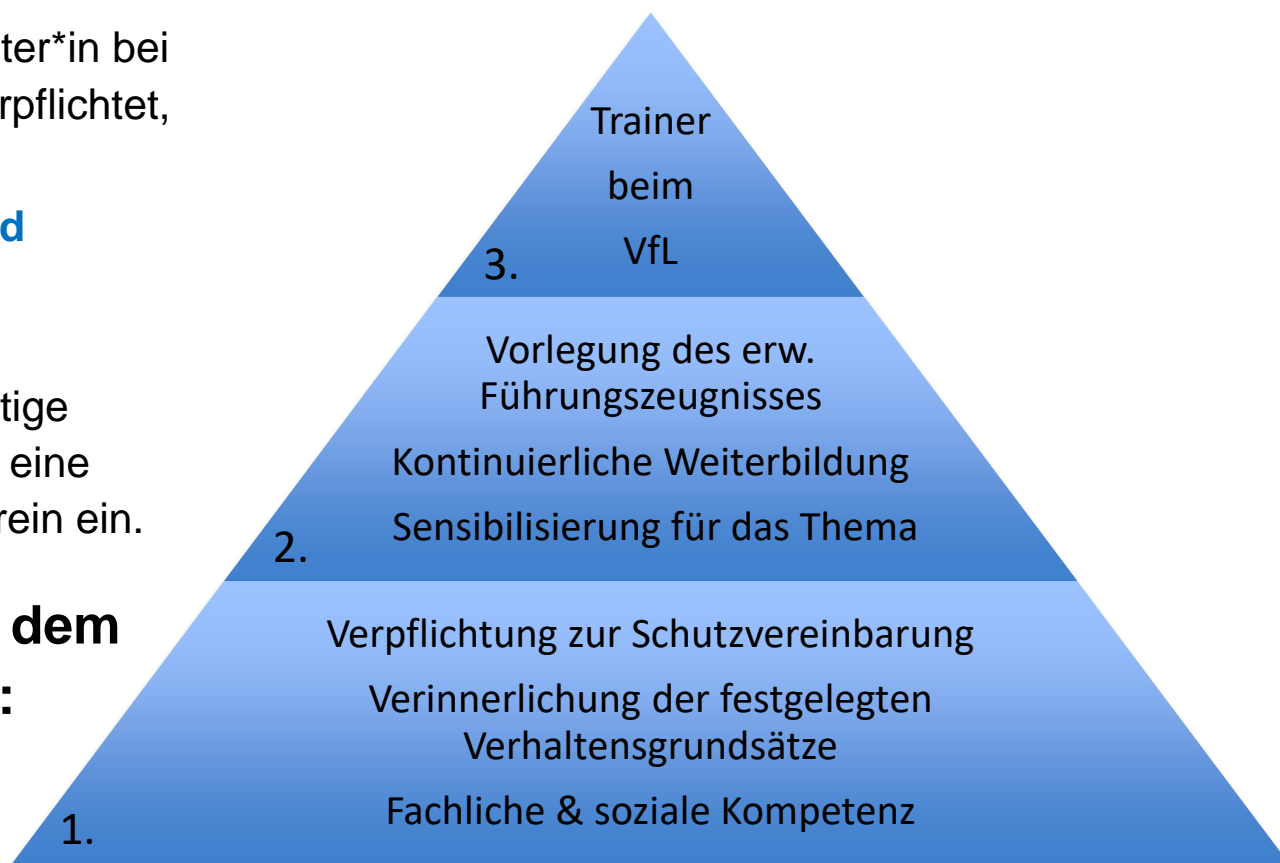 ter*in bei
rpflichtet,
d
tige
eine
rein ein.
dem
:
Trainer
beim
VfL
3.
Vorlegung des erw.
Führungszeugnisses
Kontinuierliche Weiterbildung
Sensibilisierung für das Thema
2.
Verpflichtung zur Schutzvereinbarung
Verinnerlichung der festgelegten
Verhaltensgrundsätze
Fachliche & soziale Kompetenz
1.